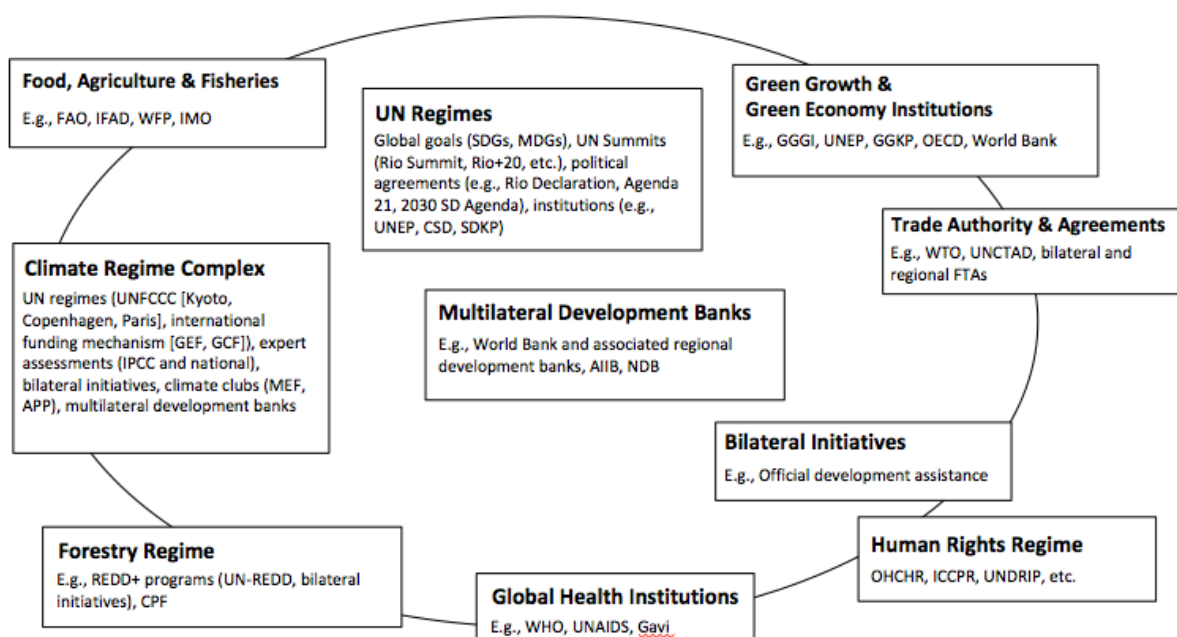 Food, Agriculture & Fisheries
E.g., FAO, IFAD, WFP, IMO
UN Regimes
Global goals (SDGs, MDGs), UN Summits
(Rio Summit, Rio+20, etc.), political
agreements (e.g., Rio Declaration, Agenda
21, 2030 SD Agenda), institutions (e.g.,
UNEP, CSD, SDKP)
Green Growth &
Green Economy Institutions
E.g., GGGI, UNEP, GGKP, OECD, World Bank
Trade Authority & Agreements
E.g., WTO, UNCTAD, bilateral and
regional FTAs
Climate Regime Complex
UN regimes (UNFCCC [Kyoto,
Copenhagen, Paris], international
funding mechanism [GEF, GCF]), expert
assessments (IPCC and national),
bilateral initiatives, climate clubs (MEF,
APP), multilateral development banks
Multilateral Development Banks
E.g., World Bank and associated regional
development banks, AIIB, NDB
Bilateral Initiatives
E.g., Official development assistance
Forestry Regime
E.g., REDD+ programs (UN-REDD, bilateral
initiatives), CPF
Human Rights Regime
OHCHR, ICCPR, UNDRIP, etc.
Global Health Institutions
E.g., WHO, UNAIDS, Gavi